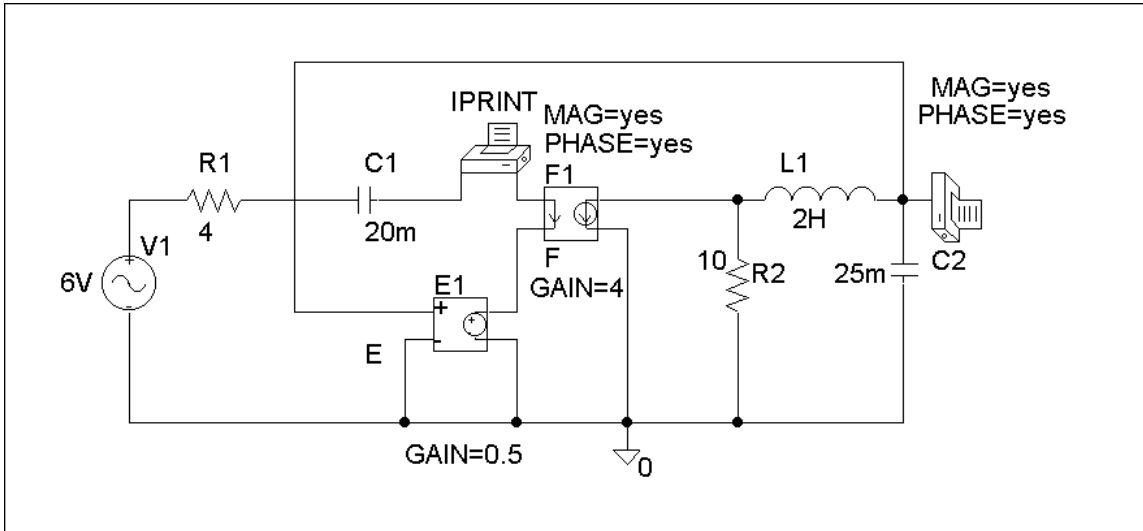 MAG=yes
PHASE=yes
IPRINT
MAG=yes
PHASE=yes
R1
C1
F1
L1
4
20m
2H
V1
6V
F
GAIN=4
10
R2
25m
C2
E1
+
-
E
GAIN=0.5
0